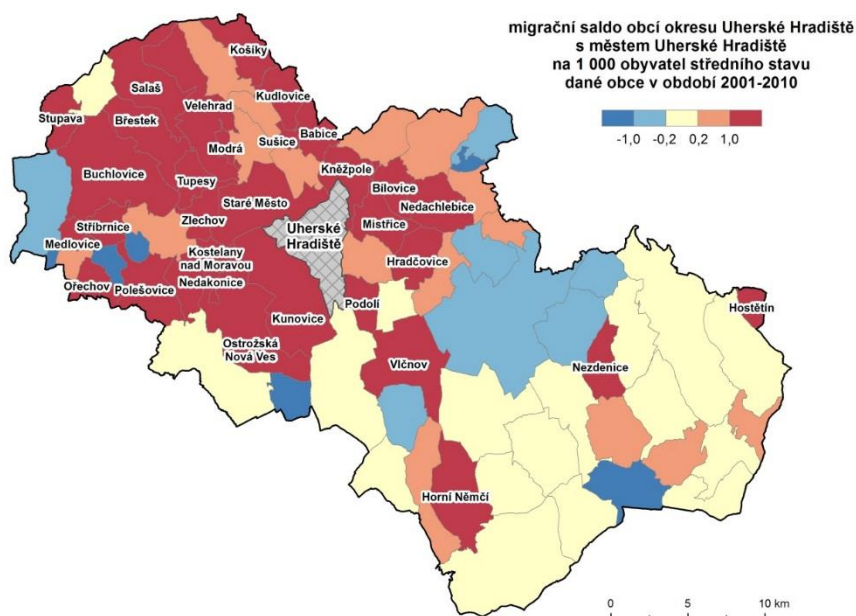 migrační saldo obcí okresu Uherské Hradiště
s městem Uherské Hradiště
na 1 000 obyvatel středního stavu
dané obce v období 2001-2010
-1,0 -0,2 0,2 1,0
Košíky
Salaš
Kudlovice
Velehrad
Stupava
Břestek
Babice
Sušice
Modrá
Kněžpole
Buchlovice
Tupesy
Bílovice
Staré Město
Nedachlebice
Zlechov
Mistřice
Stříbrnice
Uherské
Hradiště
Medlovice
Kostelany
nad Moravou
Hradčovice
Ořechov
Polešovice
Nedakonice
Podolí
Hostětín
Kunovice
Ostrožská
Nová Ves
Vlčnov
Nezdenice
Horní Němčí
0 5 10 km